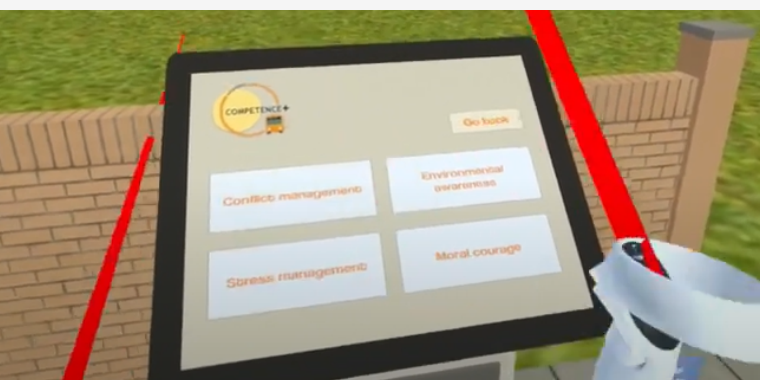 COMPETENCE+
Go back
Conflict management
Environmental
awareness
Stress management
Moral courage